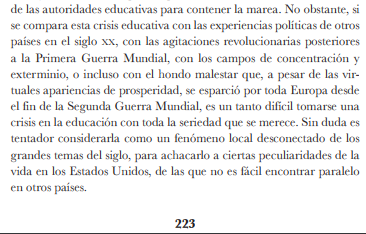 de las autoridades educativas para contener la marea. No obstante, si
se compara esta crisis educativa con las experiencias políticas de otros
países en el siglo XX, con las agitaciones revolucionarias posteriores
a la Primera Guerra Mundial, con los campos de concentración y
exterminio, o incluso con el hondo malestar que, a pesar de las vir-
tuales apariencias de prosperidad, se esparció por toda Europa desde
el fin de la Segunda Guerra Mundial, es un tanto difícil tomarse una
crisis en la educación con toda la seriedad que se merece. Sin duda es
tentador considerarla como un fenómeno local desconectado de los
grandes temas del siglo, para achacarlo a ciertas peculiaridades de la
vida en los Estados Unidos, de las que no es fácil encontrar paralelo
en otros países.
223